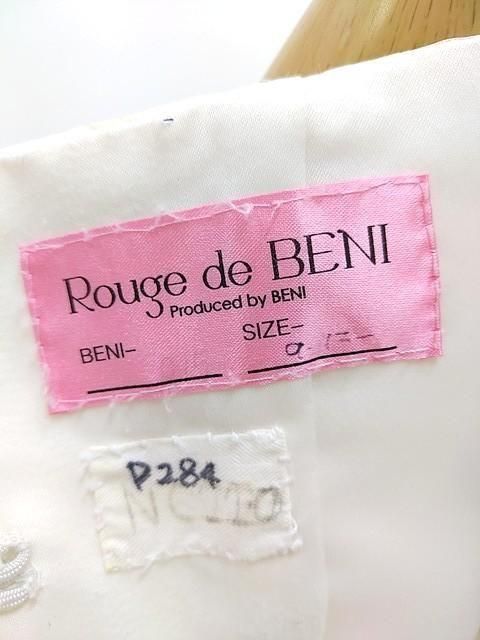 Rouge de BENI
Produced by BENI
BENI-
SIZE-
P284